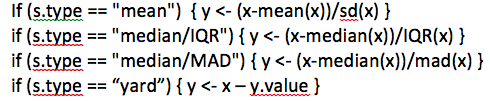 If (s.type == "mean")  { y <- (x-mean(x))/sd(x) }
if (s.type == "median/IQR") { y <- (x-median(x))/IQR(x) }
if (s.type == "median/MAD") { y <- (x-median(x))/mad(x) }
if (s.type == “yard”) { y <- x – y.value }